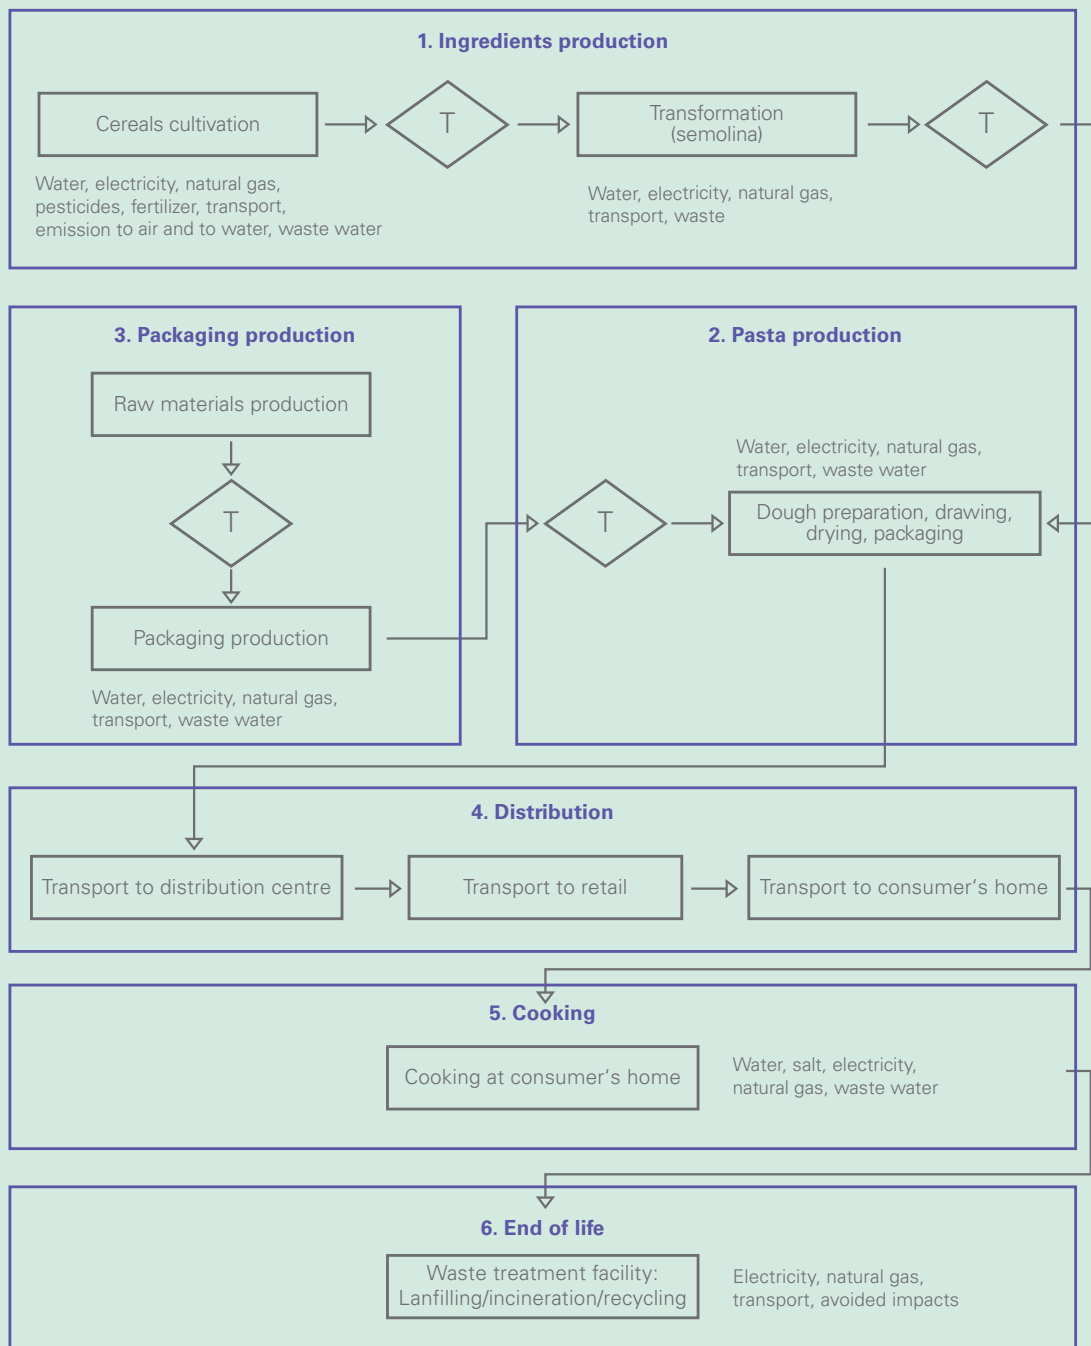 1. Ingredients production
Cereals cultivation
T
Transformation
(semolina)
T
Water, electricity, natural gas,
pesticides, fertilizer, transport,
emission to air and to water, waste water
Water, electricity, natural gas,
transport, waste
3. Packaging production
Raw materials production
T
Packaging production
Water, electricity, natural gas,
transport, waste water
2. Pasta production
Water, electricity, natural gas,
transport, waste water
T
Dough preparation, drawing,
drying, packaging
4. Distribution
Transport to distribution centre
Transport to retail
Transport to consumer's home
5. Cooking
Cooking at consumer's home
Water, salt, electricity,
natural gas, waste water
6. End of life
Waste treatment facility:
Lanfilling/incineration/recycling
Electricity, natural gas,
transport, avoided impacts